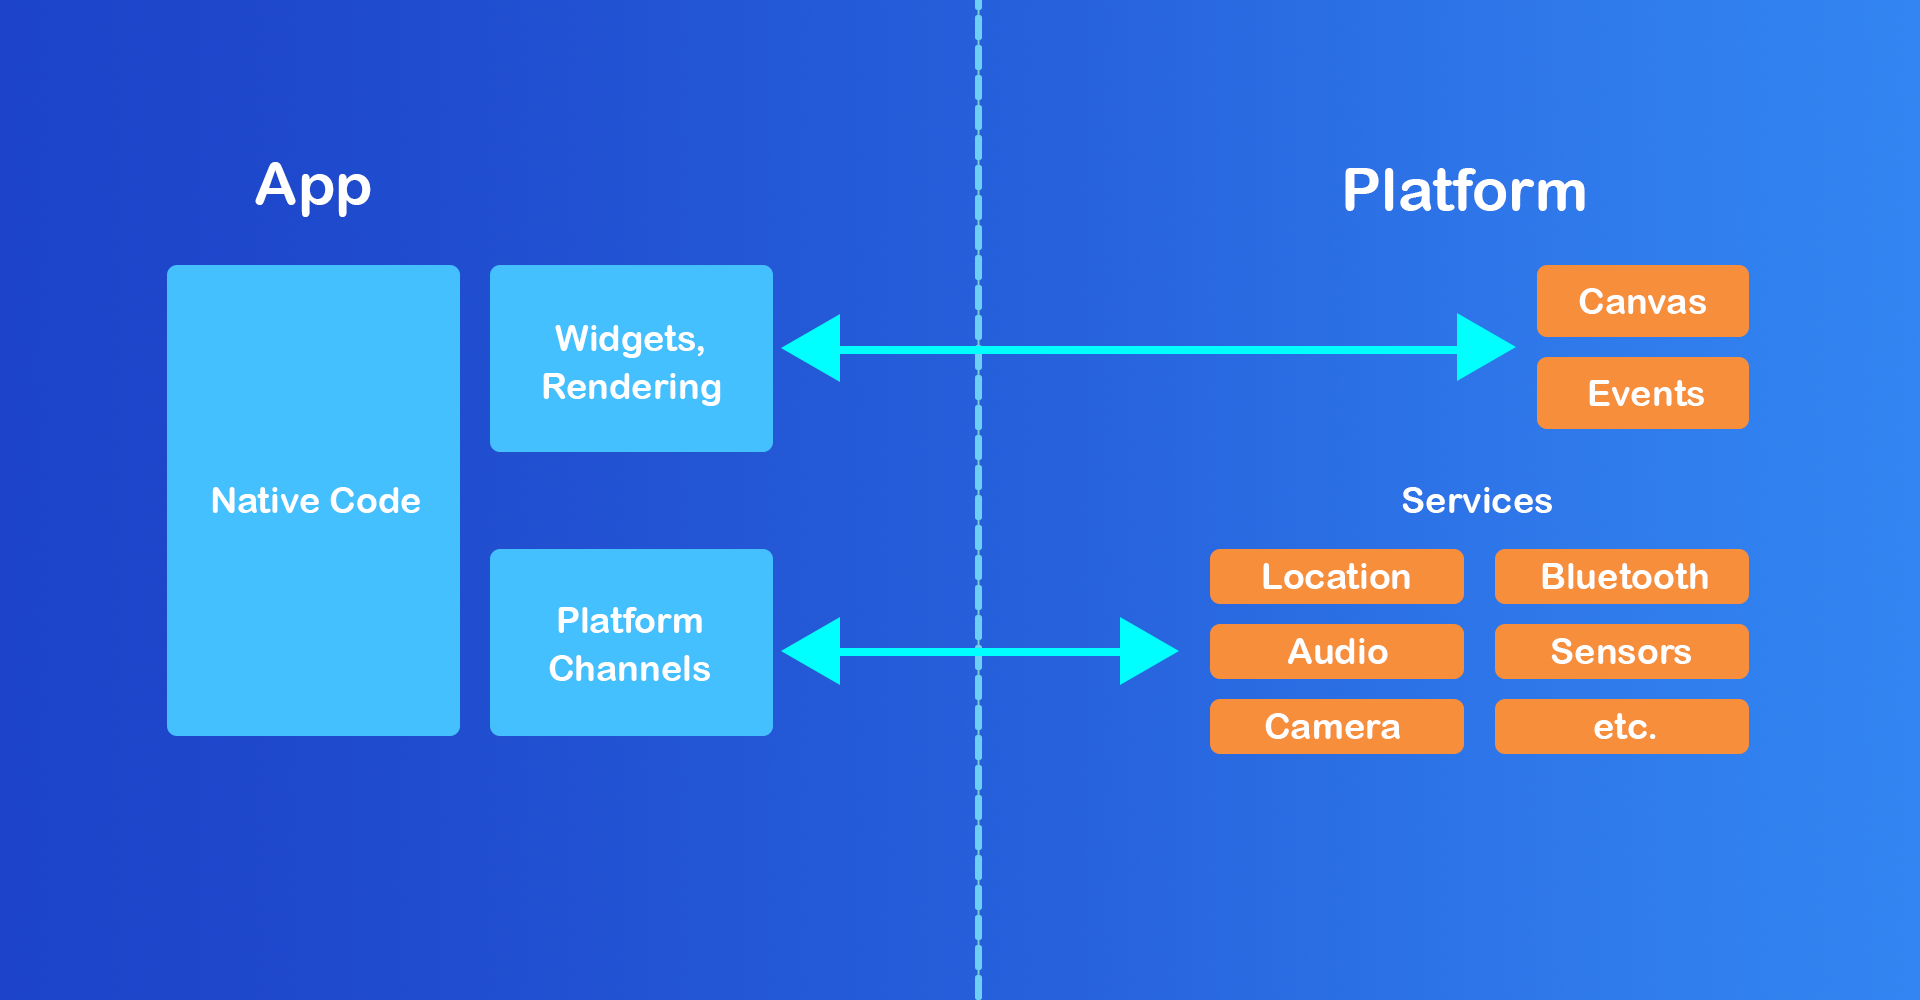 App
Native Code
Widgets,
Rendering
Platform
Channels
Platform
Canvas
Events
Services
Location
Bluetooth
Audio
Sensors
Camera
etc.